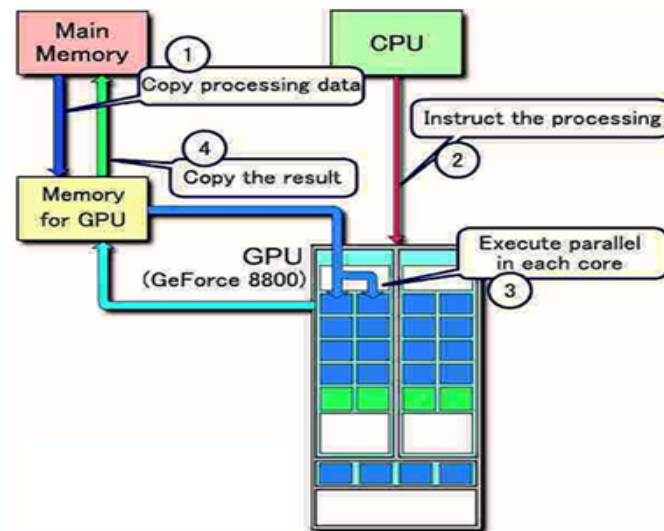 Main
Memory
CPU
1
Copy processing data
Instruct the processing
2
4
Copy the result
Memory
for GPU
GPU
(GeForce 8800)
Execute parallel
in each core
3